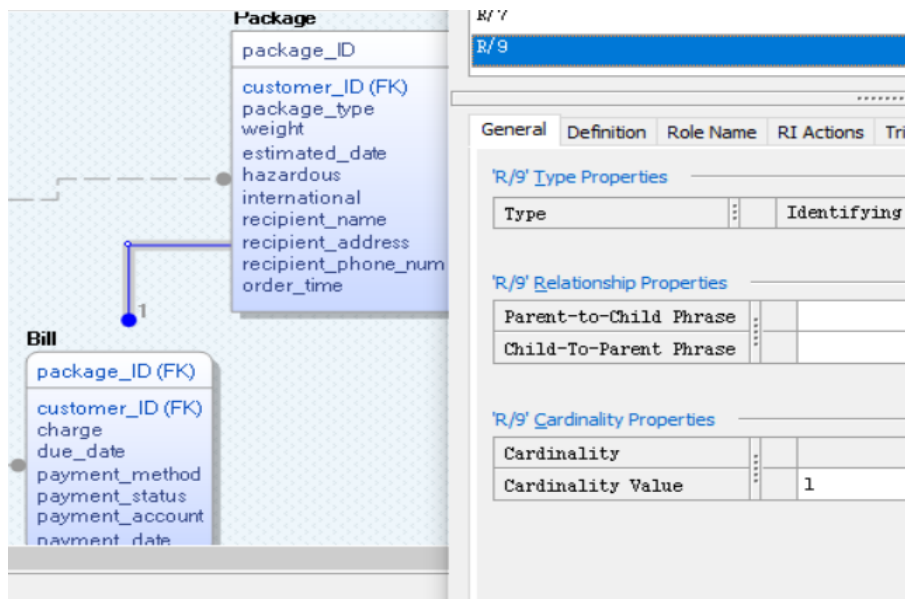 Package
package_ID
customer_ID (FK)
package_type
weight
estimated_date
hazardous
international
recipient_name
recipient_address
recipient_phone_num
order_time
1
Bill
package_ID (FK)
customer_ID (FK)
charge
due_date
payment_method
payment_status
payment_account
payment_date
R/7
R/9
General Definition Role Name RI Actions Tri
'R/9' Type Properties
Type Identifying
'R/9' Relationship Properties
Parent-to-Child Phrase
Child-To-Parent Phrase
'R/9' Cardinality Properties
Cardinality
Cardinality Value 1